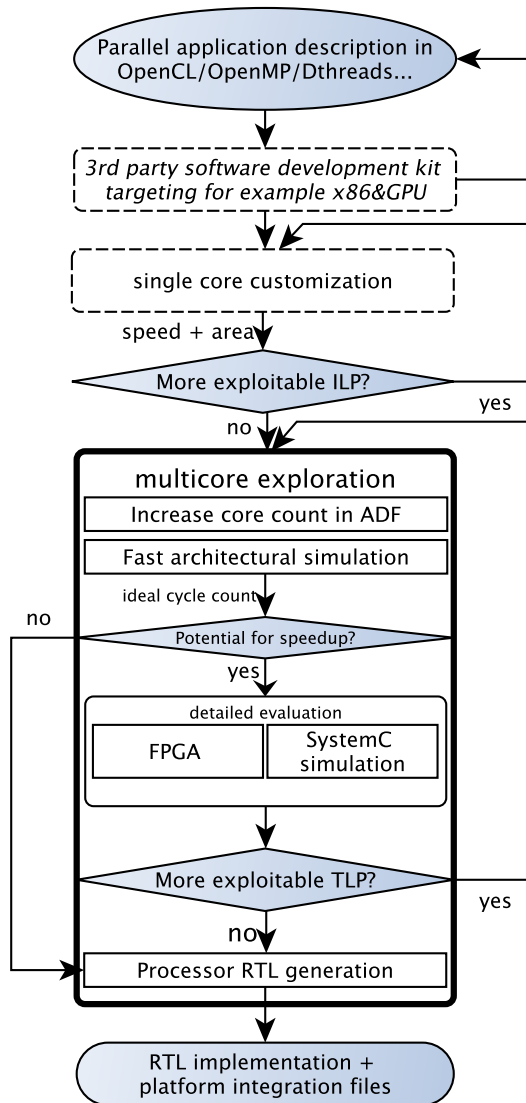 Parallel application description in
OpenCL/OpenMP/Dthreads...
3rd party software development kit
targeting for example x86&GPU
single core customization
speed + area
More exploitable ILP?
yes
no
multicore exploration
Increase core count in ADF
Fast architectural simulation
ideal cycle count
no
Potential for speedup?
yes
detailed evaluation
FPGA
SystemC
simulation
More exploitable TLP?
yes
no
Processor RTL generation
RTL implementation +
platform integration files